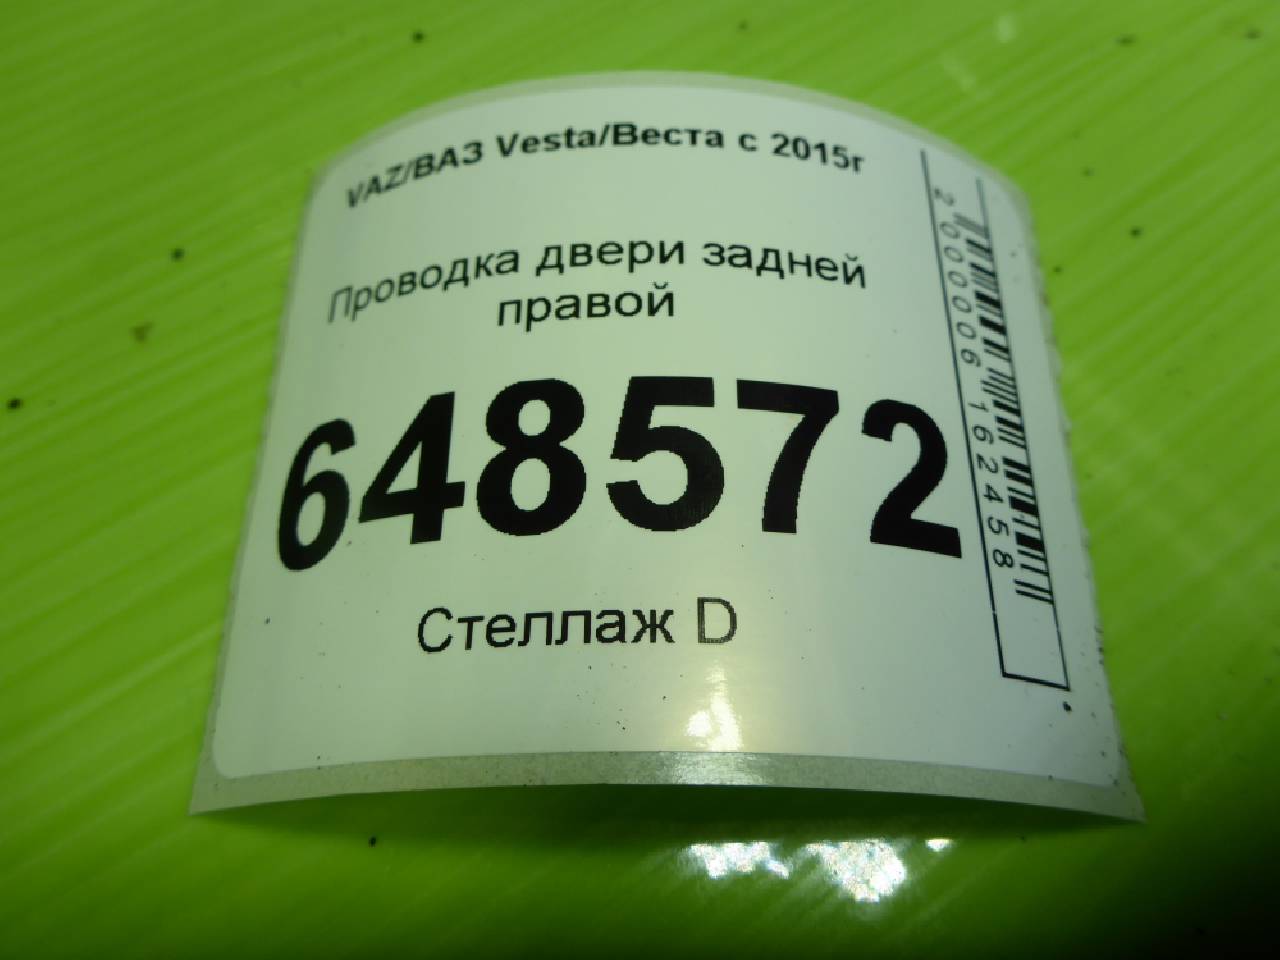 VAZ/ВАЗ Vesta/Веста с 2015г
Проводка двери задней
правой
648572
Стеллаж D
2000006162458